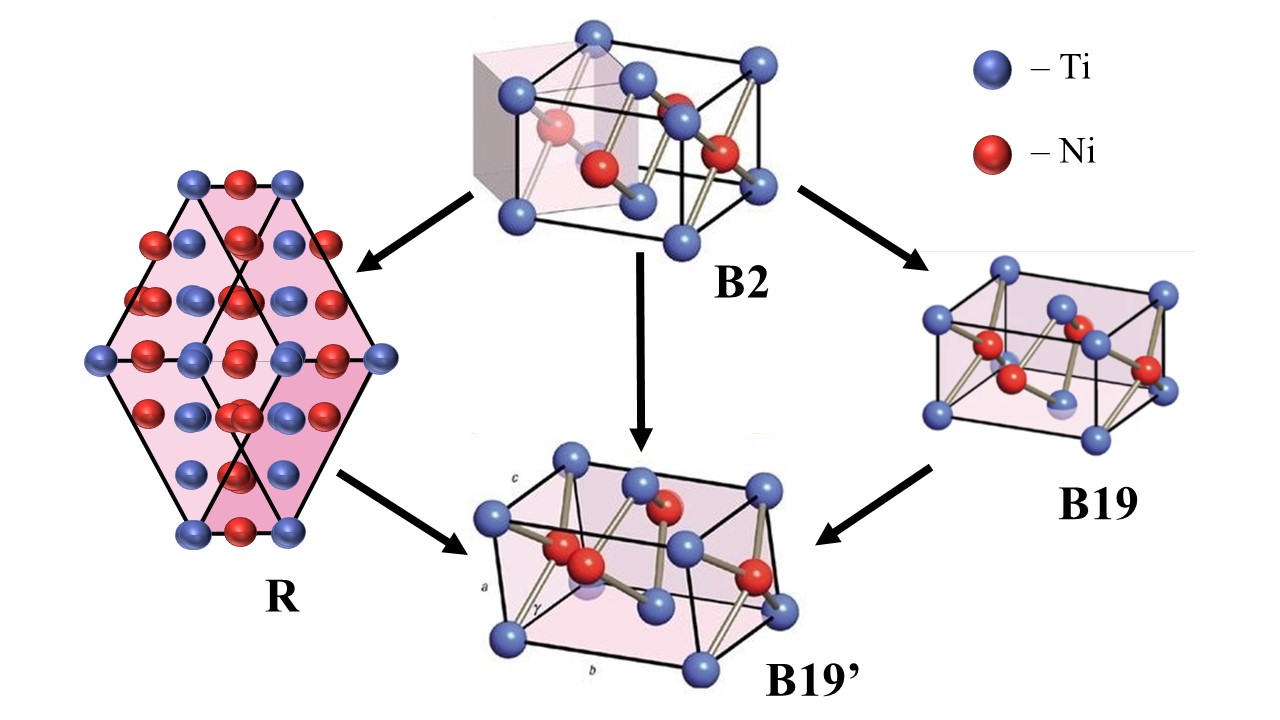 – Ti
– Ni
B2
B19
R
c
a
γ
b
B19’